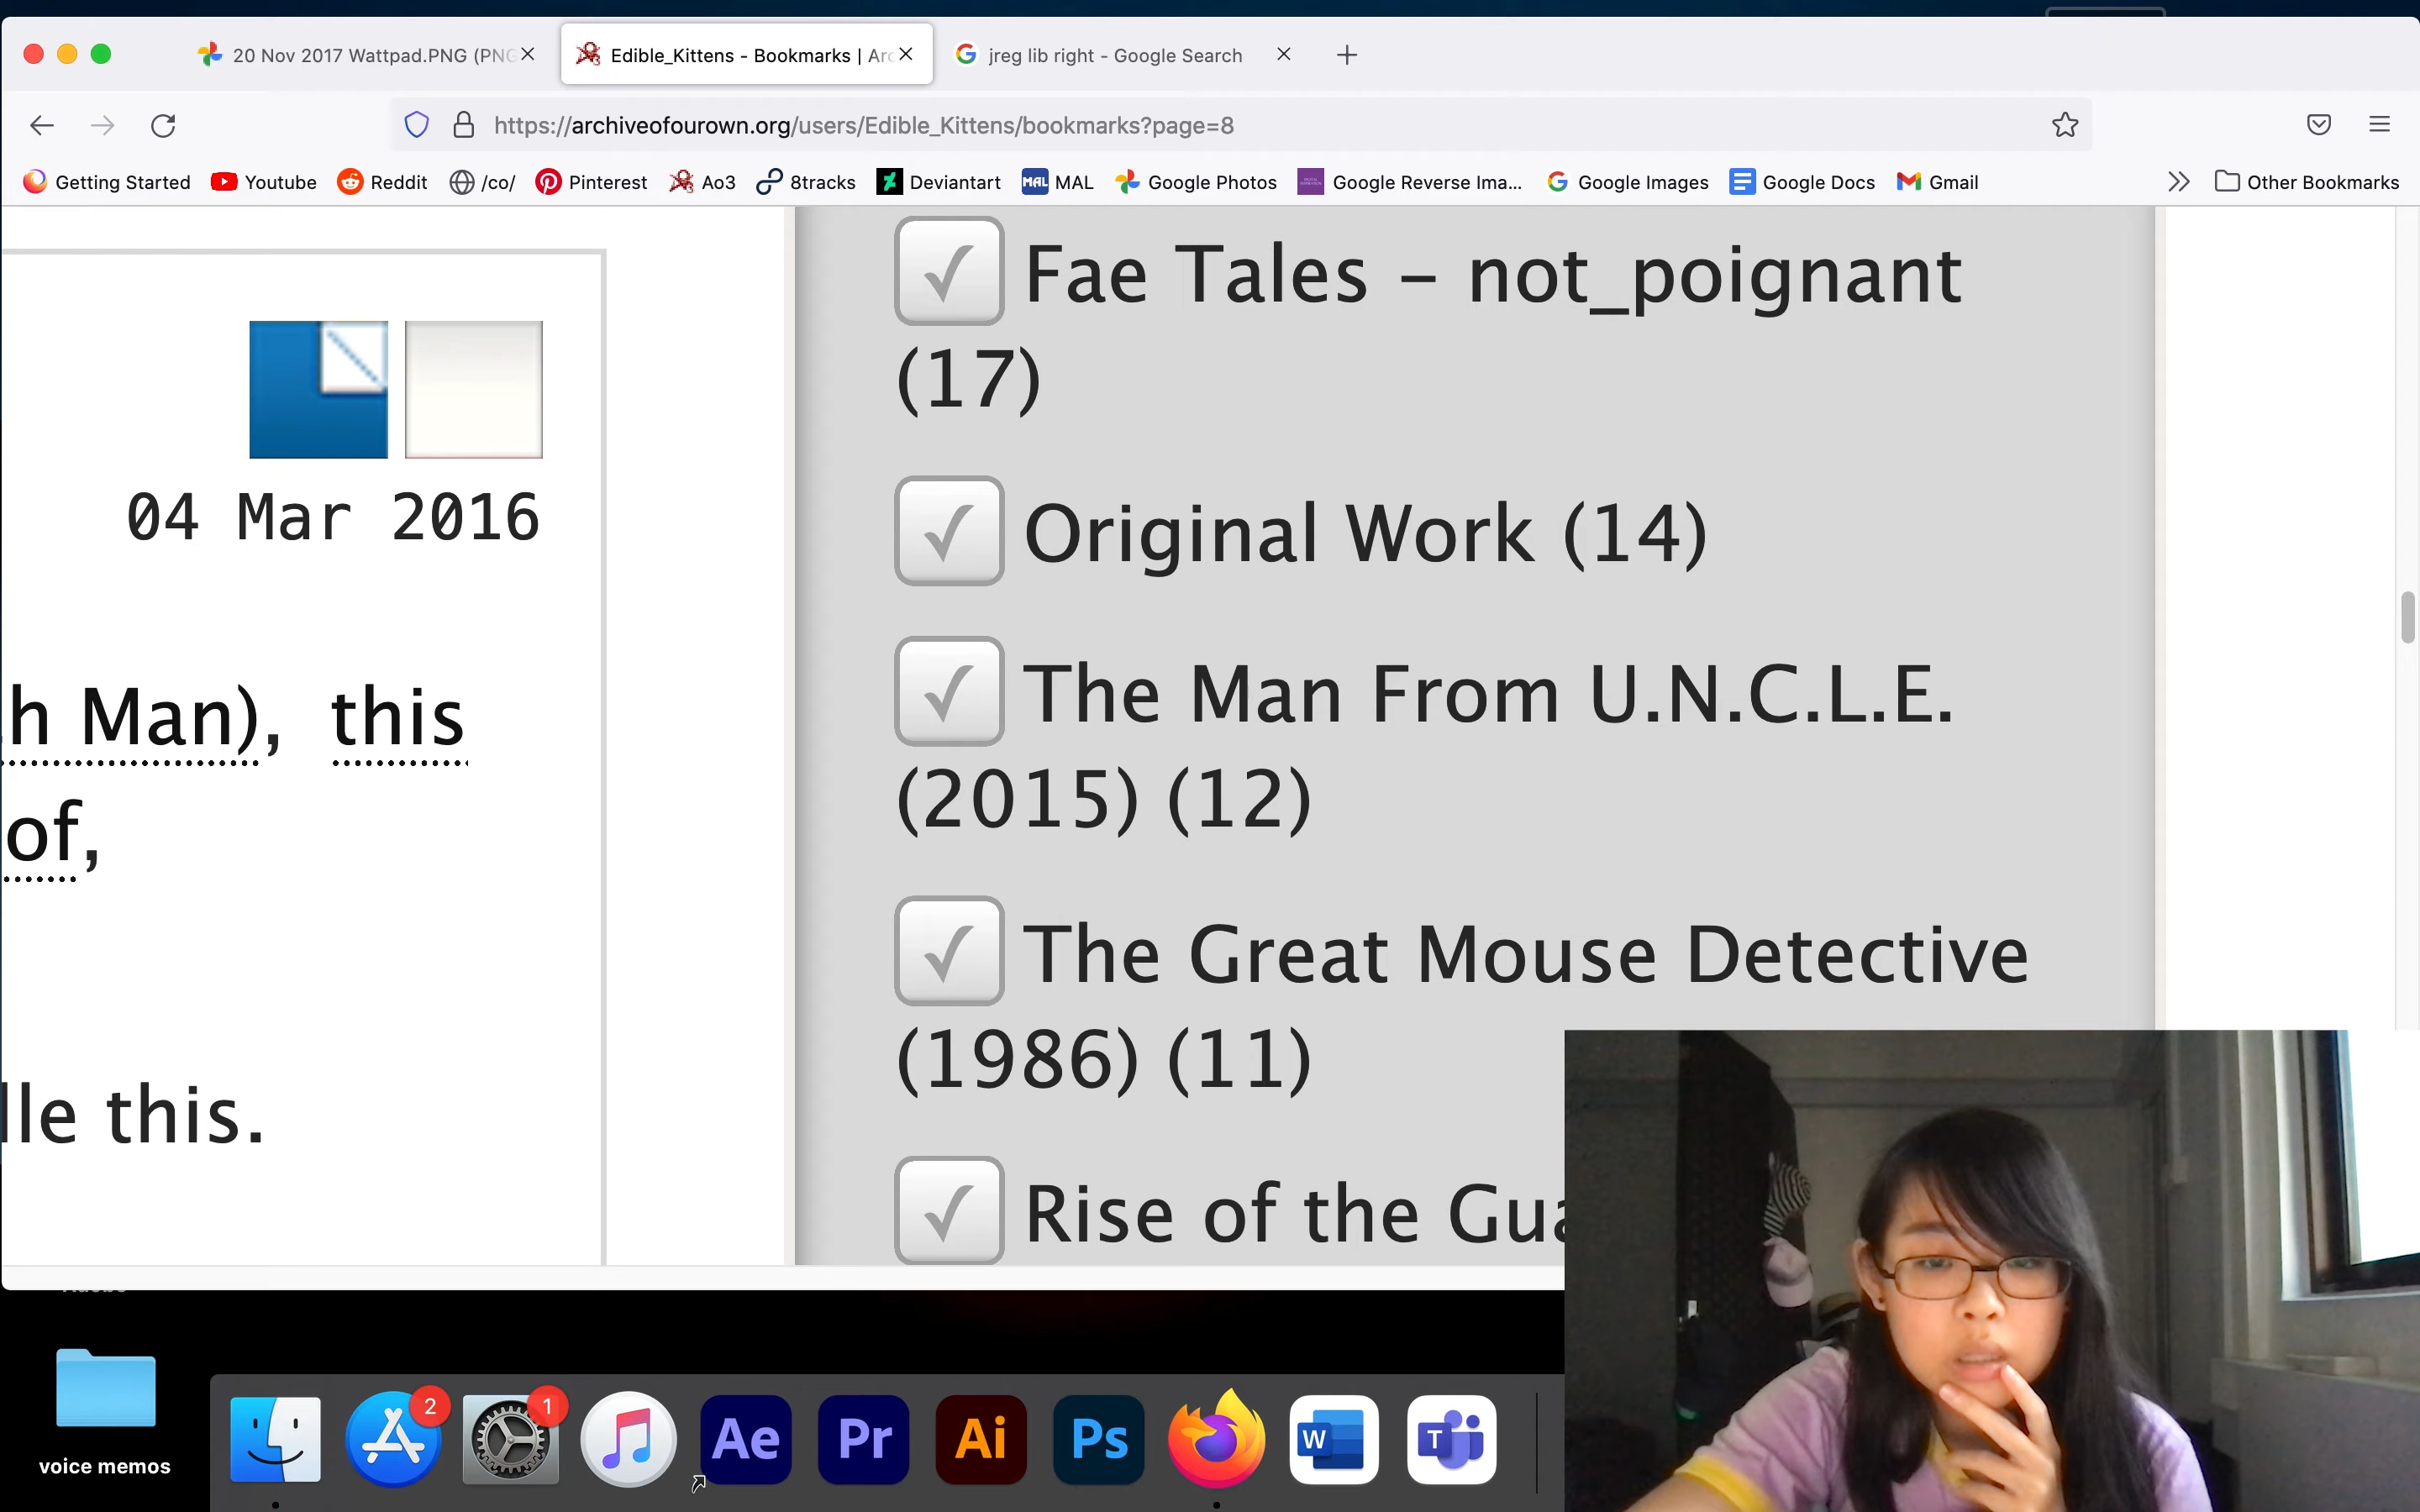 20 Nov 2017 Wattpad.PNG (PNG
Edible_Kittens - Bookmarks | Arc
jreg lib right - Google Search
https://archiveofourown.org/users/Edible_Kittens/bookmarks?page=8
Getting Started Youtube Reddit /co/ Pinterest Ao3 8tracks Deviantart MAL MAL Google Photos Google Reverse Ima... Google Images Google Docs Gmail Other Bookmarks
04 Mar 2016
h Man), this
of,
lle this.
Fae Tales – not_poignant
(17)
Original Work (14)
The Man From U.N.C.L.E.
(2015) (12)
The Great Mouse Detective
(1986) (11)
Rise of the Gua
voice memos
2
1
Ae
Pr
Ai
Ps
W
T